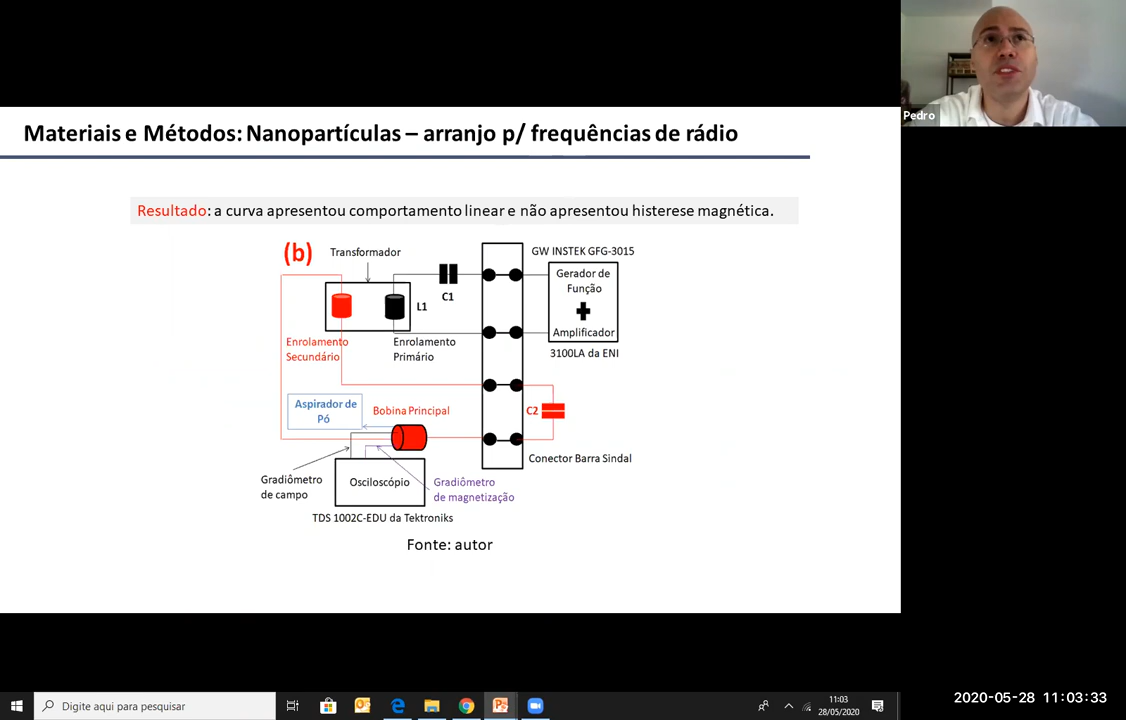 Pedro
Materiais e Métodos: Nanopartículas – arranjo p/ frequências de rádio
Resultado: a curva apresentou comportamento linear e não apresentou histerese magnética.
(b)
Transformador
C1
L1
GW INSTEK GFG-3015
Gerador de
Função
Amplificador
3100LA da ENI
Enrolamento
Secundário
Enrolamento
Primário
Aspirador de
Pó
Bobina Principal
C2
Conector Barra Sindal
Gradiômetro
de campo
Osciloscópio
Gradiômetro
de magnetização
TDS 1002C-EDU da Tektroniks
Fonte: autor
Digite aqui para pesquisar
11:03
28/05/2020
2020-05-28 11:03:33